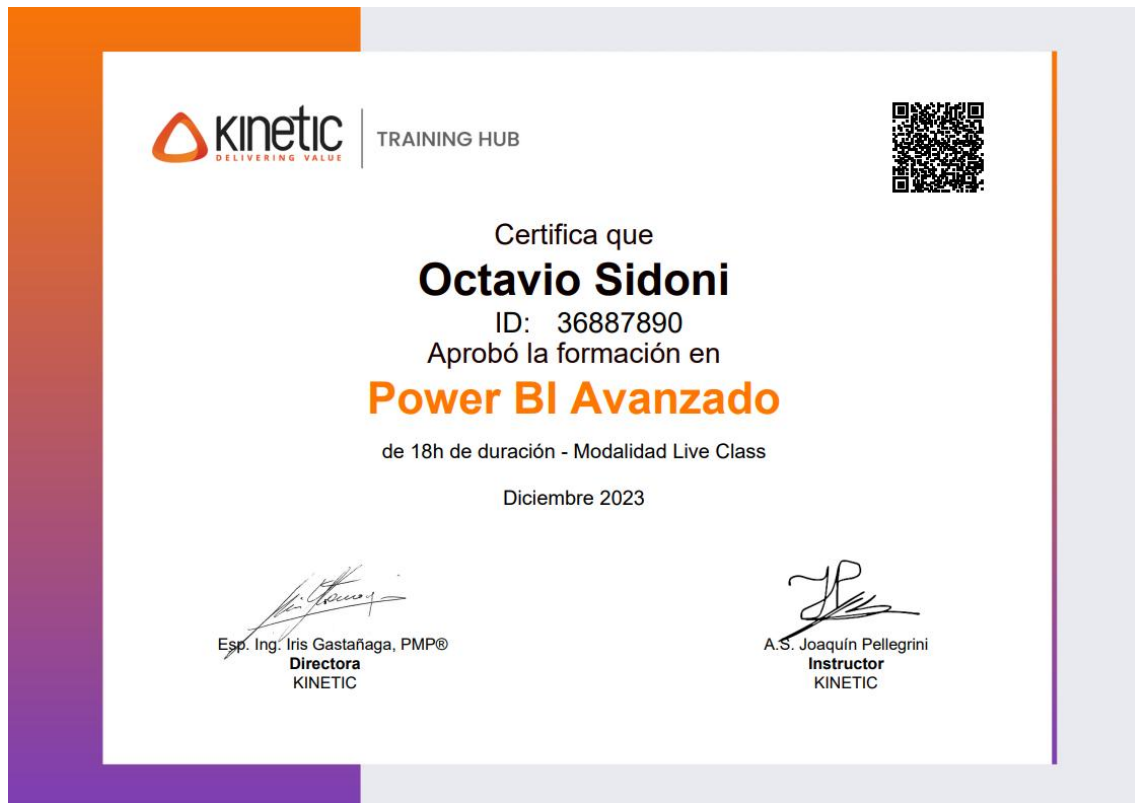 KINETIC
DELIVERING VALUE
TRAINING HUB
Certifica que
Octavio Sidoni
ID: 36887890
Aprobó la formación en
Power BI Avanzado
de 18h de duración - Modalidad Live Class
Diciembre 2023
Esp. Ing. Iris Gastañaga, PMP®
Directora
KINETIC
A.S. Joaquín Pellegrini
Instructor
KINETIC